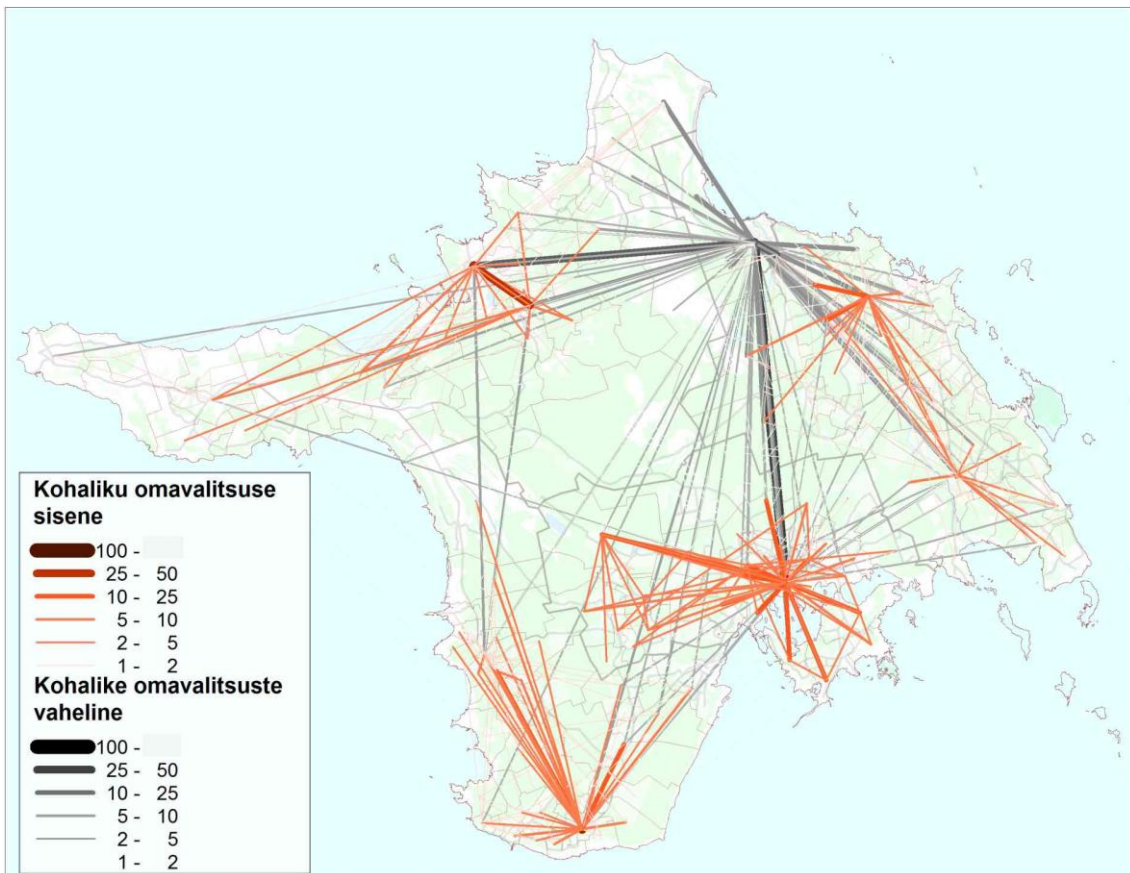 Kohaliku omavalitsuse
sisene
100 -
25 - 50
10 - 25
5 - 10
2 - 5
1 - 2
Kohalike omavalitsuste
vaheline
100 -
25 - 50
10 - 25
5 - 10
2 - 5
1 - 2